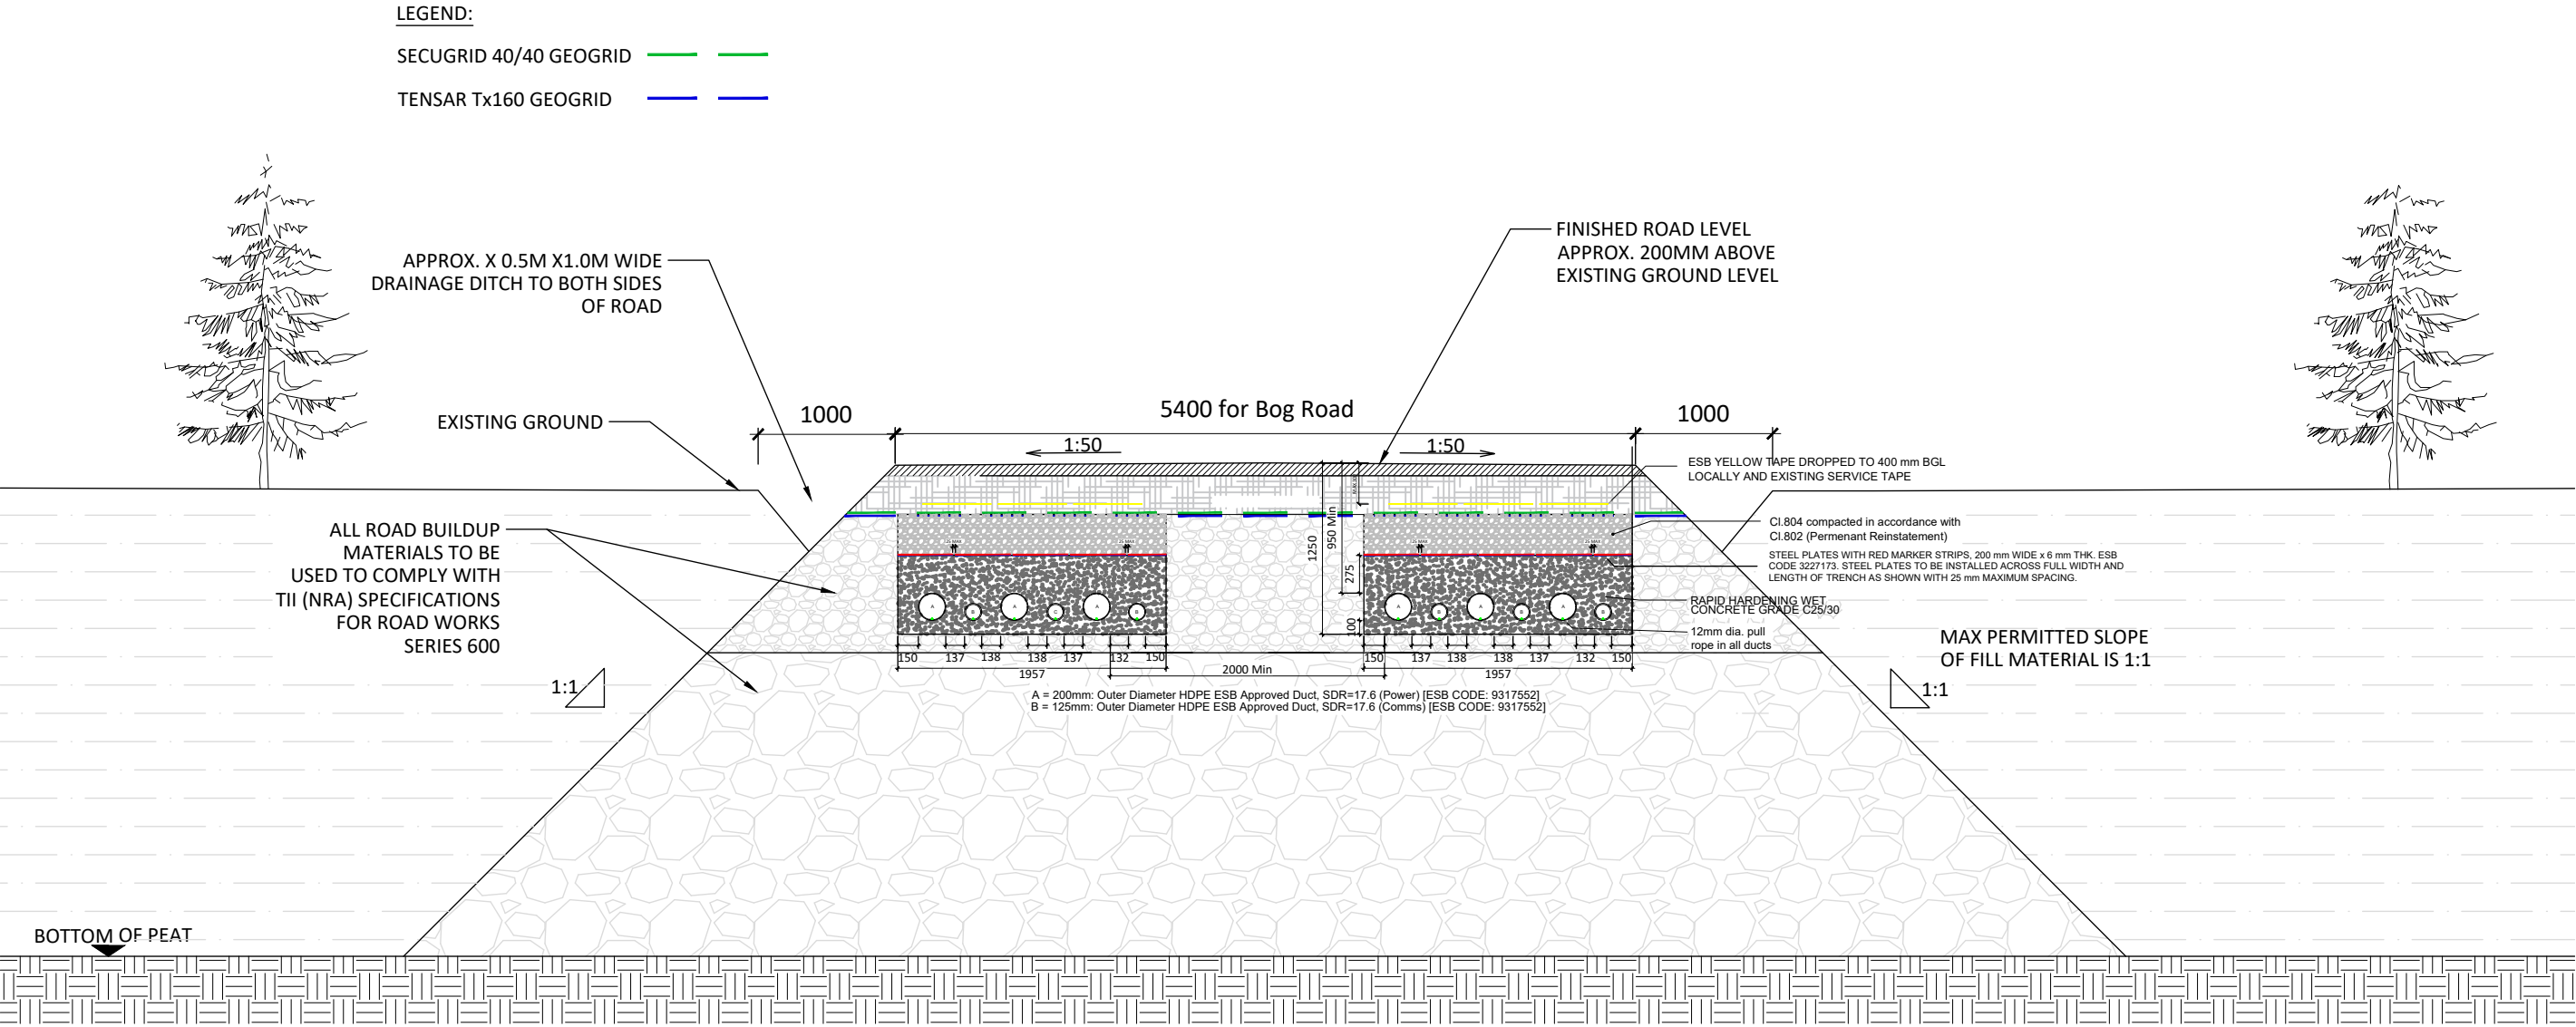 LEGEND:
SECUGRID 40/40 GEOGRID
TENSAR Tx160 GEOGRID
APPROX. X 0.5M X1.0M WIDE
DRAINAGE DITCH TO BOTH SIDES
OF ROAD
FINISHED ROAD LEVEL
APPROX. 200MM ABOVE
EXISTING GROUND LEVEL
EXISTING GROUND
1000
5400 for Bog Road
1000
1:50
1:50
ESB YELLOW TAPE DROPPED TO 400 mm BGL
LOCALLY AND EXISTING SERVICE TAPE
ALL ROAD BUILDUP
MATERIALS TO BE
USED TO COMPLY WITH
TII (NRA) SPECIFICATIONS
FOR ROAD WORKS
SERIES 600
Cl.804 compacted in accordance with
Cl.802 (Permenant Reinstatement)
STEEL PLATES WITH RED MARKER STRIPS, 200 mm WIDE x 6 mm THK. ESB
CODE 3227173. STEEL PLATES TO BE INSTALLED ACROSS FULL WIDTH AND
LENGTH OF TRENCH AS SHOWN WITH 25 mm MAXIMUM SPACING.
RAPID HARDENING WET
CONCRETE GRADE C25/30
12mm dia. pull
rope in all ducts
1250
950 Min
275
100
25 MAX
25 MAX
25 MAX
25 MAX
A B A C A B
A B A B A B
150 137 138 138 137 132 150
1957
2000 Min
150 137 138 138 137 132 150
1957
A = 200mm: Outer Diameter HDPE ESB Approved Duct, SDR=17.6 (Power) [ESB CODE: 9317552]
B = 125mm: Outer Diameter HDPE ESB Approved Duct, SDR=17.6 (Comms) [ESB CODE: 9317552]
1:1
MAX PERMITTED SLOPE
OF FILL MATERIAL IS 1:1
1:1
BOTTOM OF PEAT